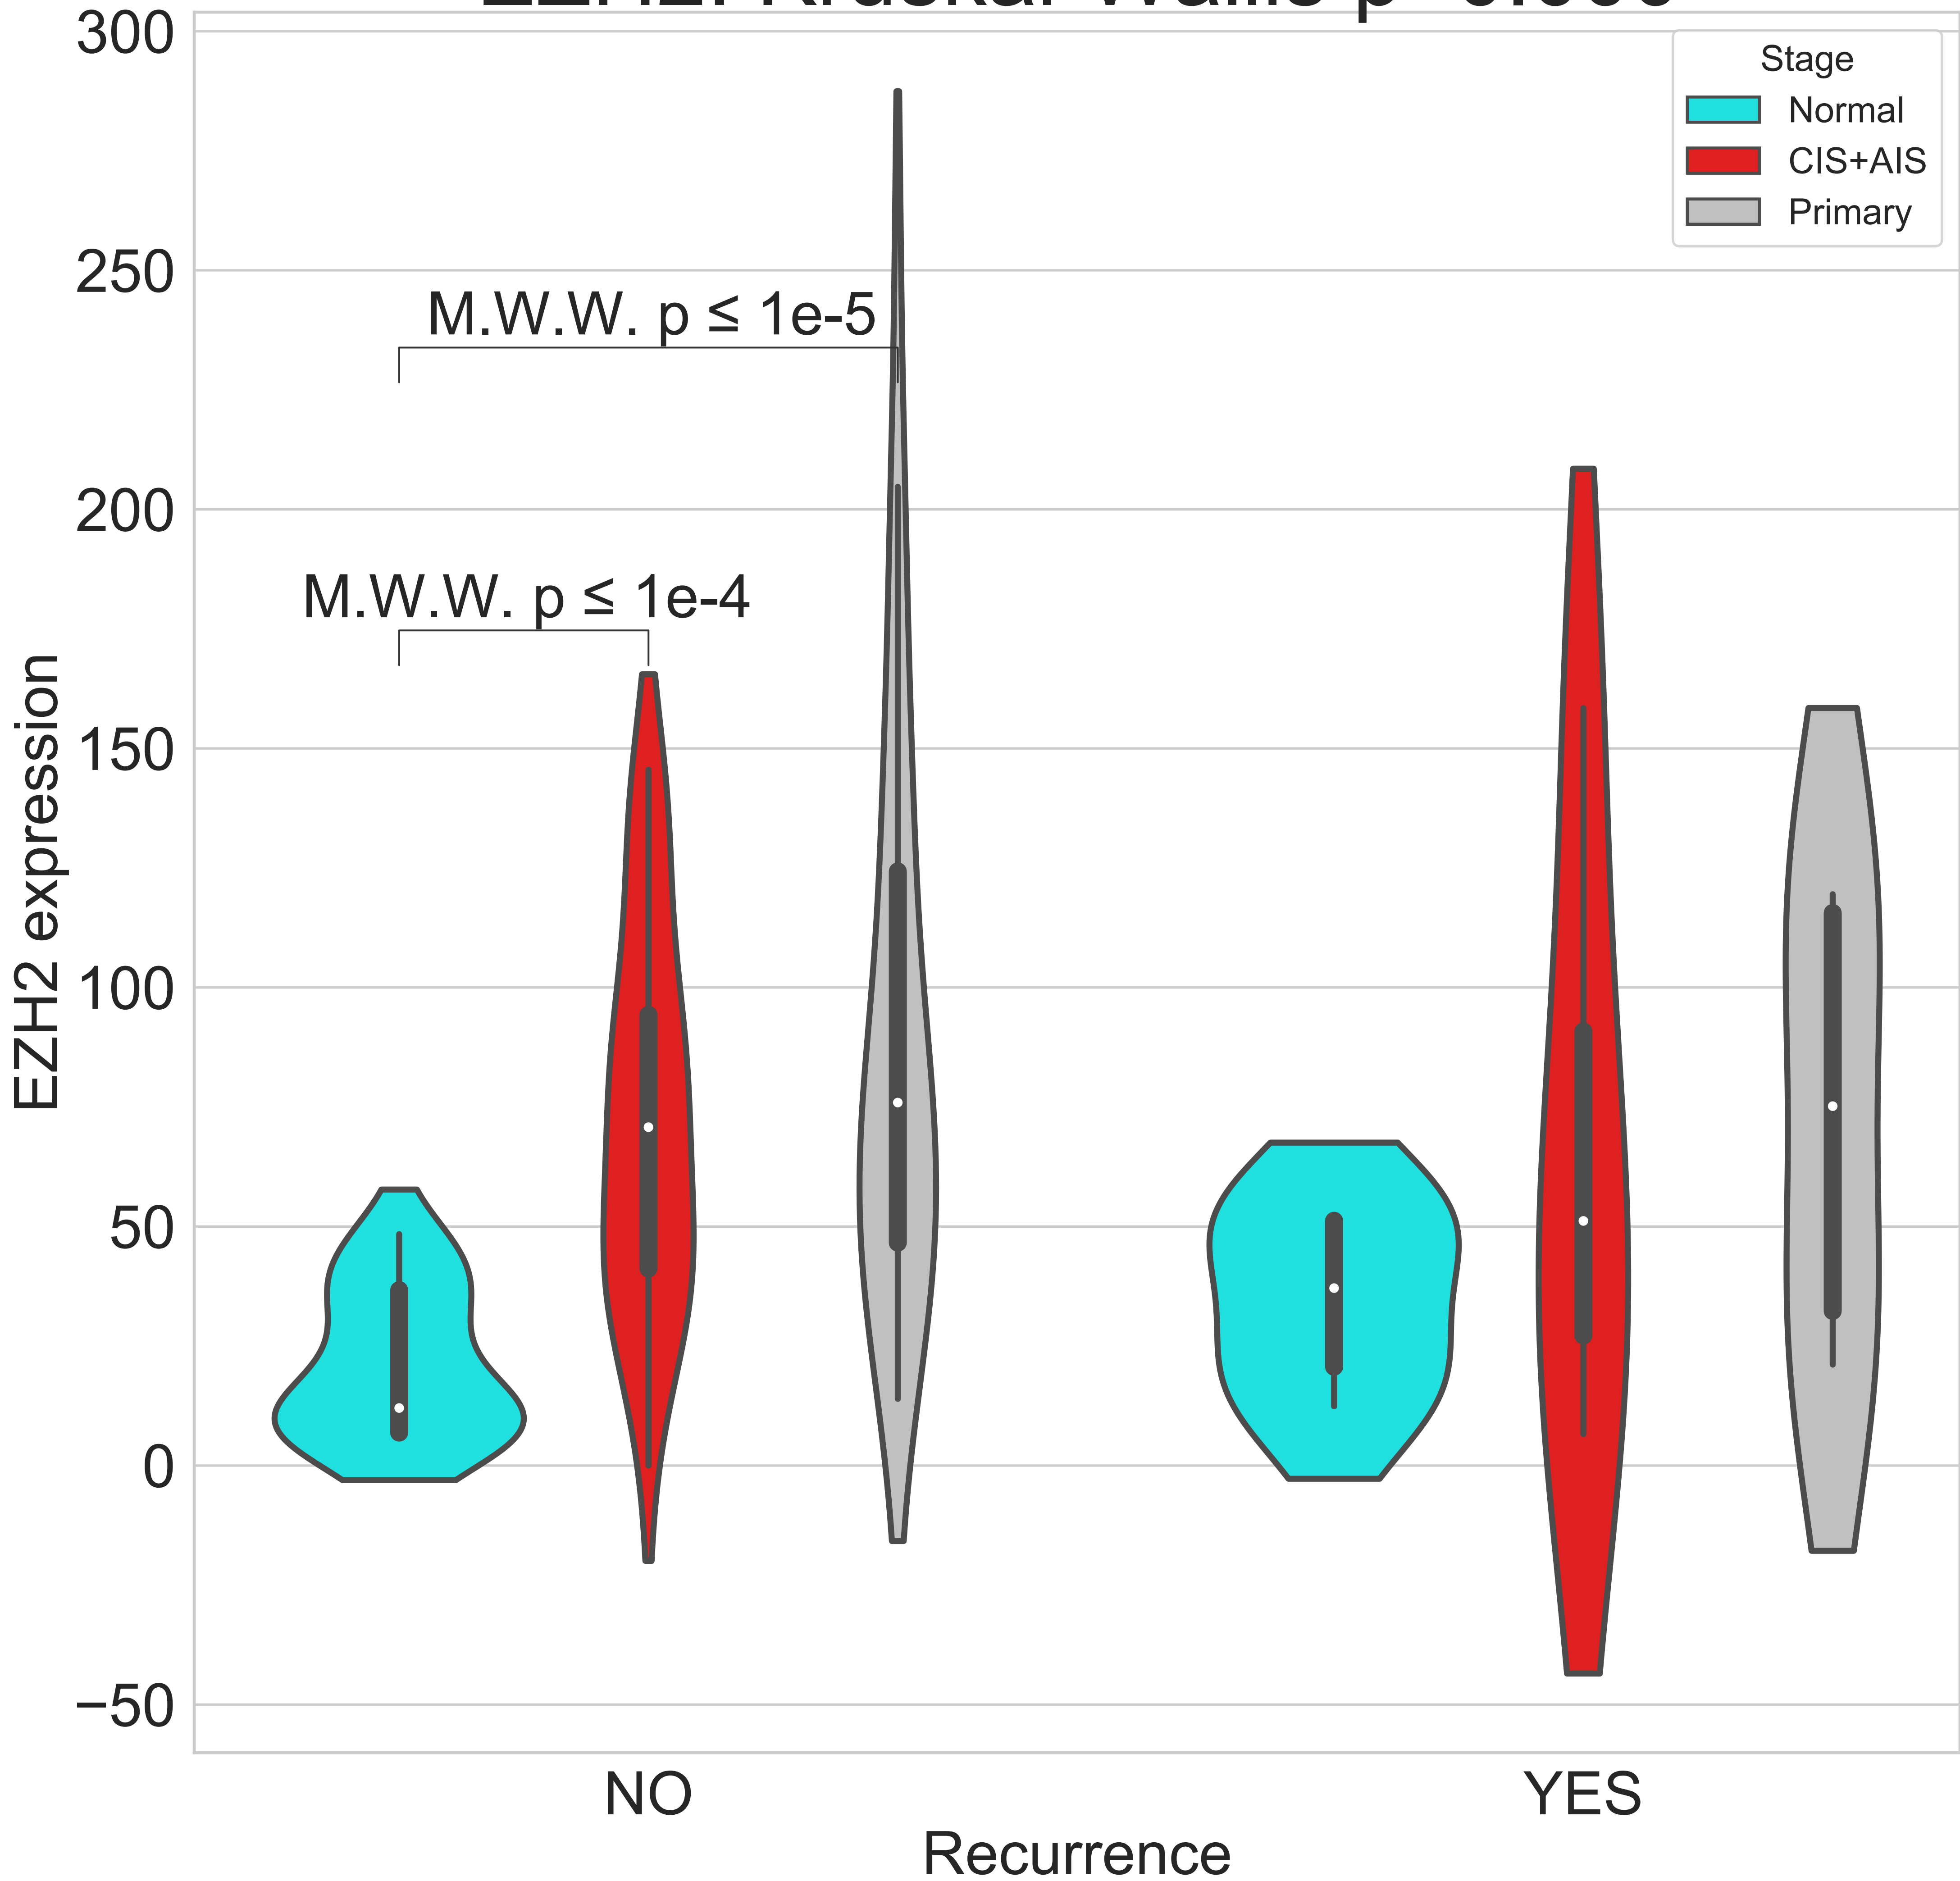 300
250
200
150
100
50
0
−50
EZH2 expression
M.W.W. p ≤ 1e-5
M.W.W. p ≤ 1e-4
Stage
Normal
CIS+AIS
Primary
NO
YES
Recurrence